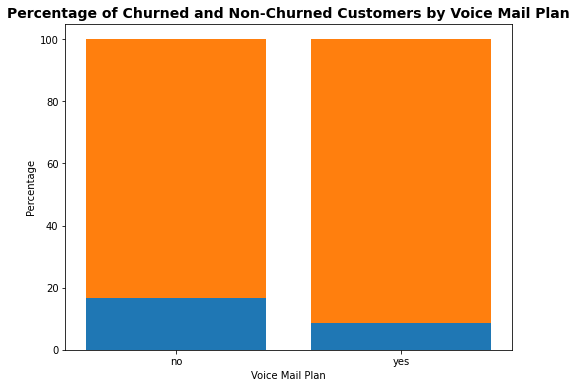 Percentage of Churned and Non-Churned Customers by Voice Mail Plan
100
80
60
40
20
0
Percentage
no yes
Voice Mail Plan